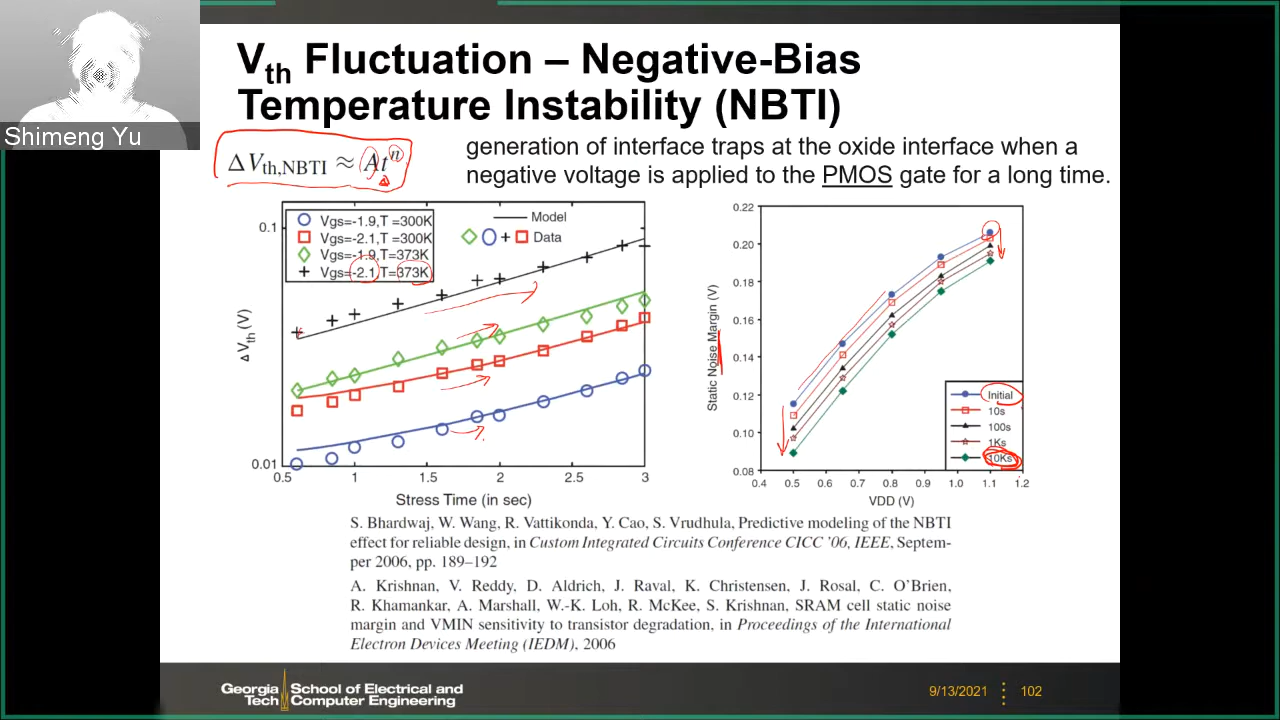 Shimeng Yu
Vth Fluctuation – Negative-Bias
Temperature Instability (NBTI)
ΔVth,NBTI ≈ Atⁿ
generation of interface traps at the oxide interface when a
negative voltage is applied to the PMOS gate for a long time.
0.1
0.01
Δ Vth (V)
Vgs=-1.9,T =300K
Vgs=-2.1,T =300K
Vgs=-1.9,T =373K
Vgs=-2.1,T=373K
Model
+ Data
0.5 1 1.5 2 2.5 3
Stress Time (in sec)
0.22
0.20
0.18
0.16
0.14
0.12
0.10
0.08
Static Noise Margin (V)
Initial
10s
100s
1Ks
10Ks
0.4 0.5 0.6 0.7 0.8 0.9 1.0 1.1 1.2
VDD (V)
S. Bhardwaj, W. Wang, R. Vattikonda, Y. Cao, S. Vrudhula, Predictive modeling of the NBTI
effect for reliable design, in Custom Integrated Circuits Conference CICC ’06, IEEE, Septem-
per 2006, pp. 189–192
A. Krishnan, V. Reddy, D. Aldrich, J. Raval, K. Christensen, J. Rosal, C. O’Brien,
R. Khamankar, A. Marshall, W.-K. Loh, R. McKee, S. Krishnan, SRAM cell static noise
margin and VMIN sensitivity to transistor degradation, in Proceedings of the International
Electron Devices Meeting (IEDM), 2006
Georgia Tech
School of Electrical and
Computer Engineering
9/13/2021
102